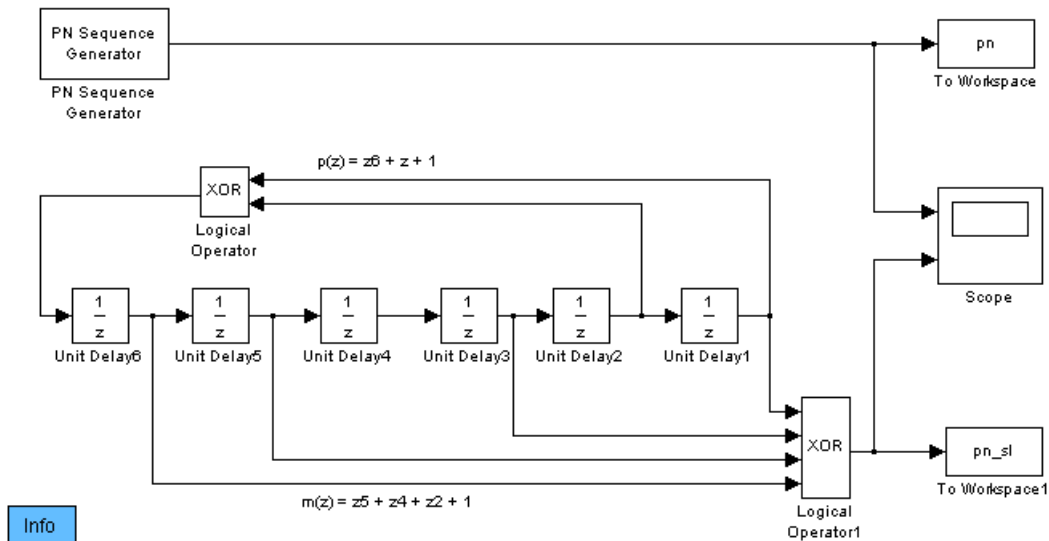 PN Sequence
Generator
PN Sequence
Generator
pn
To Workspace
p(z) = z6 + z + 1
XOR
Logical
Operator
Scope
1
z
Unit Delay6
1
z
Unit Delay5
1
z
Unit Delay4
1
z
Unit Delay3
1
z
Unit Delay2
1
z
Unit Delay1
XOR
Logical
Operator1
pn_sl
To Workspace1
m(z) = z5 + z4 + z2 + 1
Info